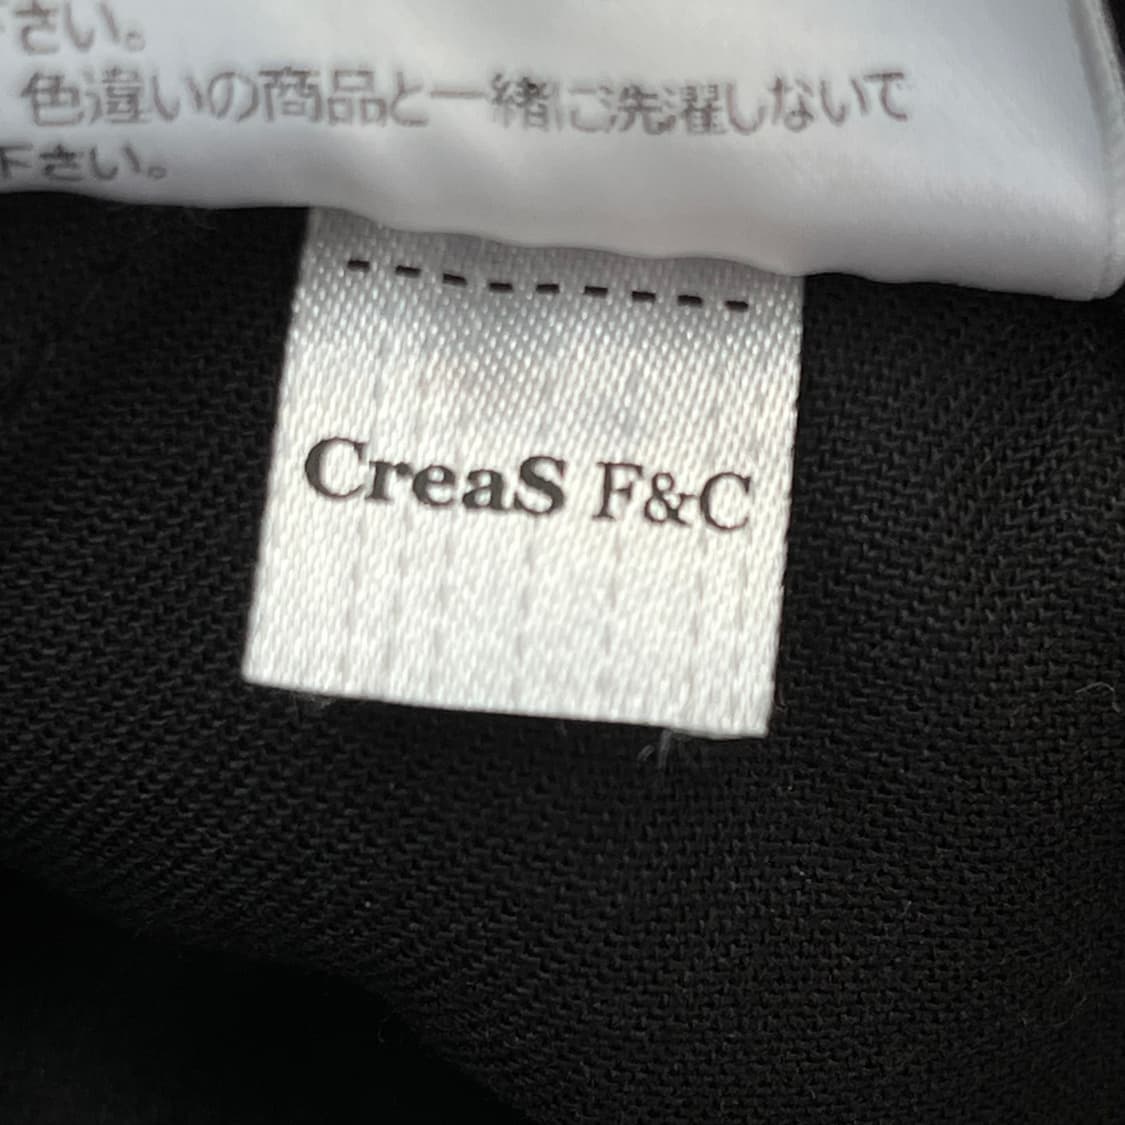 さい。
色違いの商品と一緒に洗濯しないで
下さい。
CreaS F&C